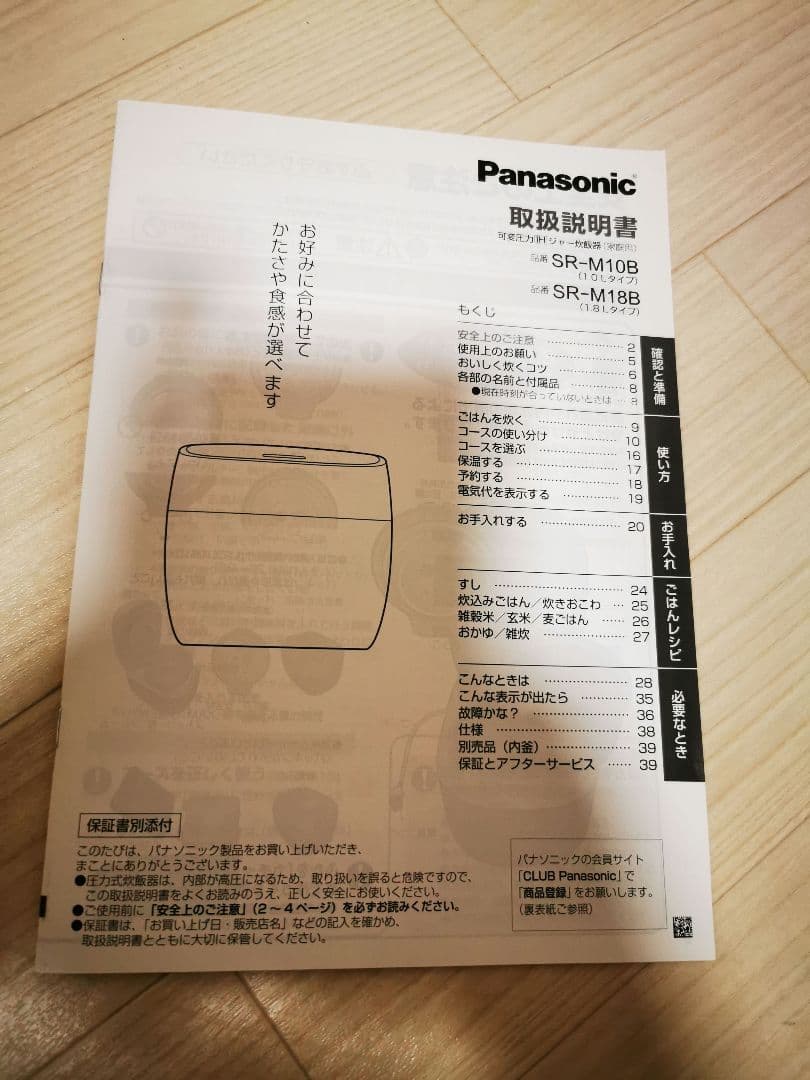 Panasonic
取扱説明書
可変圧力IHジャー炊飯器(家庭用)
品番 SR-M10B
(1.0Lタイプ)
品番 SR-M18B
(1.8Lタイプ)
お好みに合わせて
かたさや食感が選べます
もくじ
確認と準備
安全上のご注意 2
使用上のお願い 5
おいしく炊くコツ 6
各部の名前と付属品 8
●現在時刻が合っていないときは 8
使い方
ごはんを炊く 9
コースの使い分け 10
コースを選ぶ 16
保温する 17
予約する 18
電気代を表示する 19
お手入れ
お手入れする 20
ごはんレシピ
すし 24
炊込みごはん/炊きおこわ 25
雑穀米/玄米/麦ごはん 26
おかゆ/雑炊 27
必要なとき
こんなときは 28
こんな表示が出たら 35
故障かな? 36
仕様 38
別売品(内釜) 39
保証とアフターサービス 39
保証書別添付
このたびは、パナソニック製品をお買い上げいただき、
まことにありがとうございます。
●圧力式炊飯器は、内部が高圧になるため、取り扱いを誤ると危険ですので、
この取扱説明書をよくお読みのうえ、正しく安全にお使いください。
●ご使用前に「安全上のご注意」(2～4ページ)を必ずお読みください。
●保証書は、「お買い上げ日・販売店名」などの記入を確かめ、
取扱説明書とともに大切に保管してください。
パナソニックの会員サイト
「CLUB Panasonic」で
「商品登録」をお願いします。
(裏表紙ご参照)